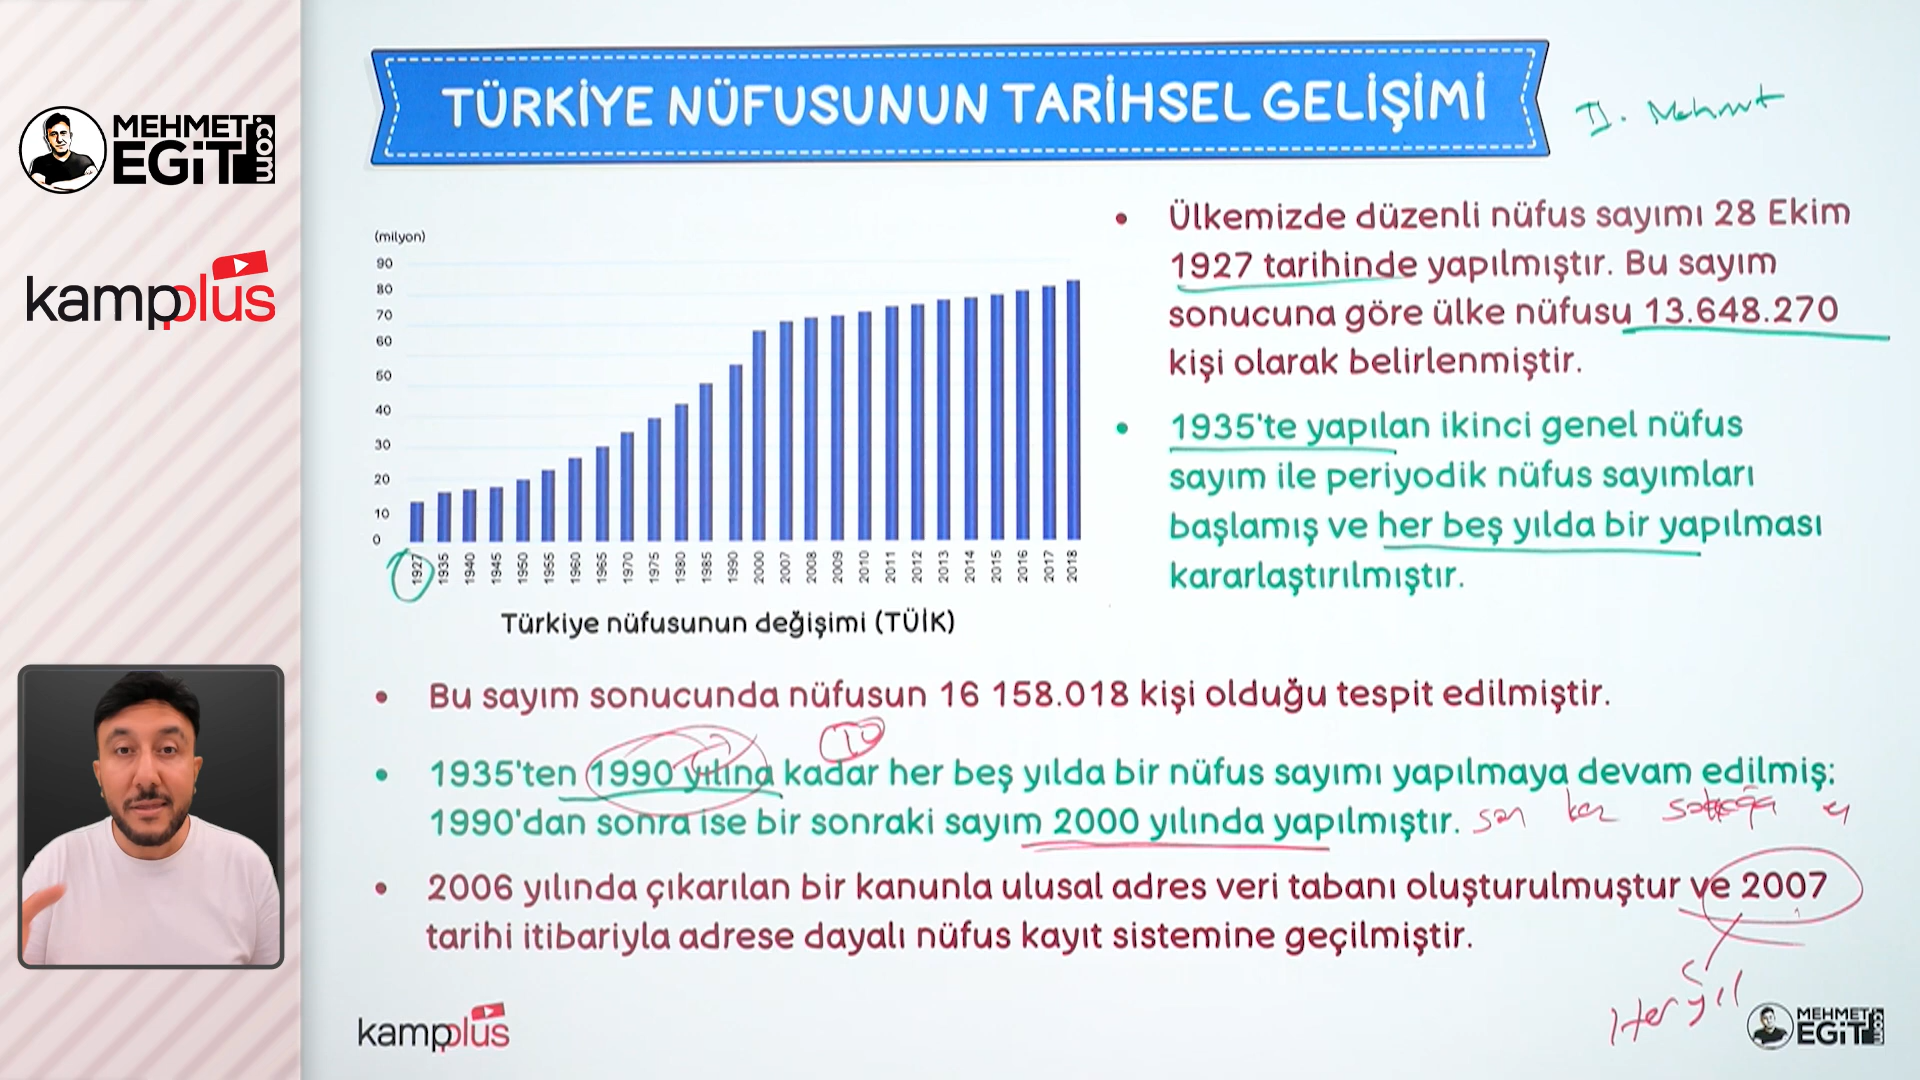 MEHMET
EGİT.com
kampplus
TÜRKİYE NÜFUSUNUN TARİHSEL GELİŞİMİ
II. Mahmut
(milyon)
90
80
70
60
50
40
30
20
10
0
1927 1935 1940 1945 1950 1955 1960 1965 1970 1975 1980 1985 1990 2000 2007 2008 2009 2010 2011 2012 2013 2014 2015 2016 2017 2018
Türkiye nüfusunun değişimi (TÜİK)
• Ülkemizde düzenli nüfus sayımı 28 Ekim
1927 tarihinde yapılmıştır. Bu sayım
sonucuna göre ülke nüfusu 13.648.270
kişi olarak belirlenmiştir.
• 1935'te yapılan ikinci genel nüfus
sayım ile periyodik nüfus sayımları
başlamış ve her beş yılda bir yapılması
kararlaştırılmıştır.
• Bu sayım sonucunda nüfusun 16 158.018 kişi olduğu tespit edilmiştir.
10
• 1935'ten 1990 yılına kadar her beş yılda bir nüfus sayımı yapılmaya devam edilmiş;
1990'dan sonra ise bir sonraki sayım 2000 yılında yapılmıştır. son kez
• 2006 yılında çıkarılan bir kanunla ulusal adres veri tabanı oluşturulmuştur ve 2007
tarihi itibariyla adrese dayalı nüfus kayıt sistemine geçilmiştir.
Her yıl
kampplus
MEHMET
EGİT.com